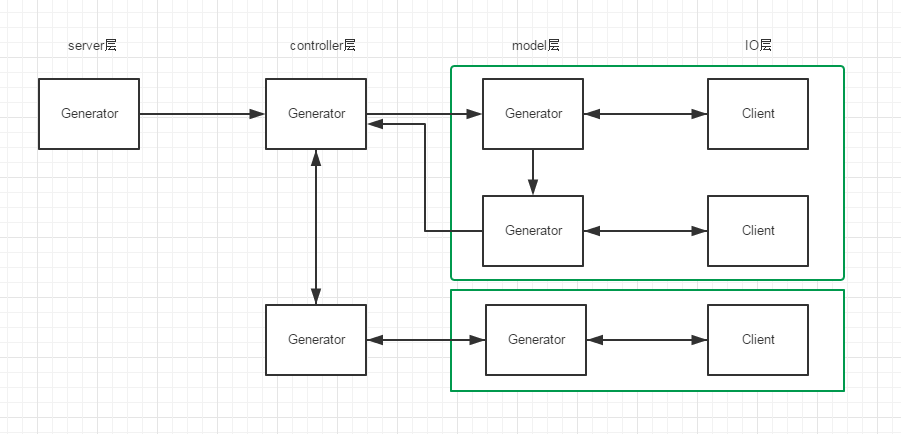 server层
controller层
model层
IO层
Generator
Generator
Generator
Client
Generator
Client
Generator
Generator
Client